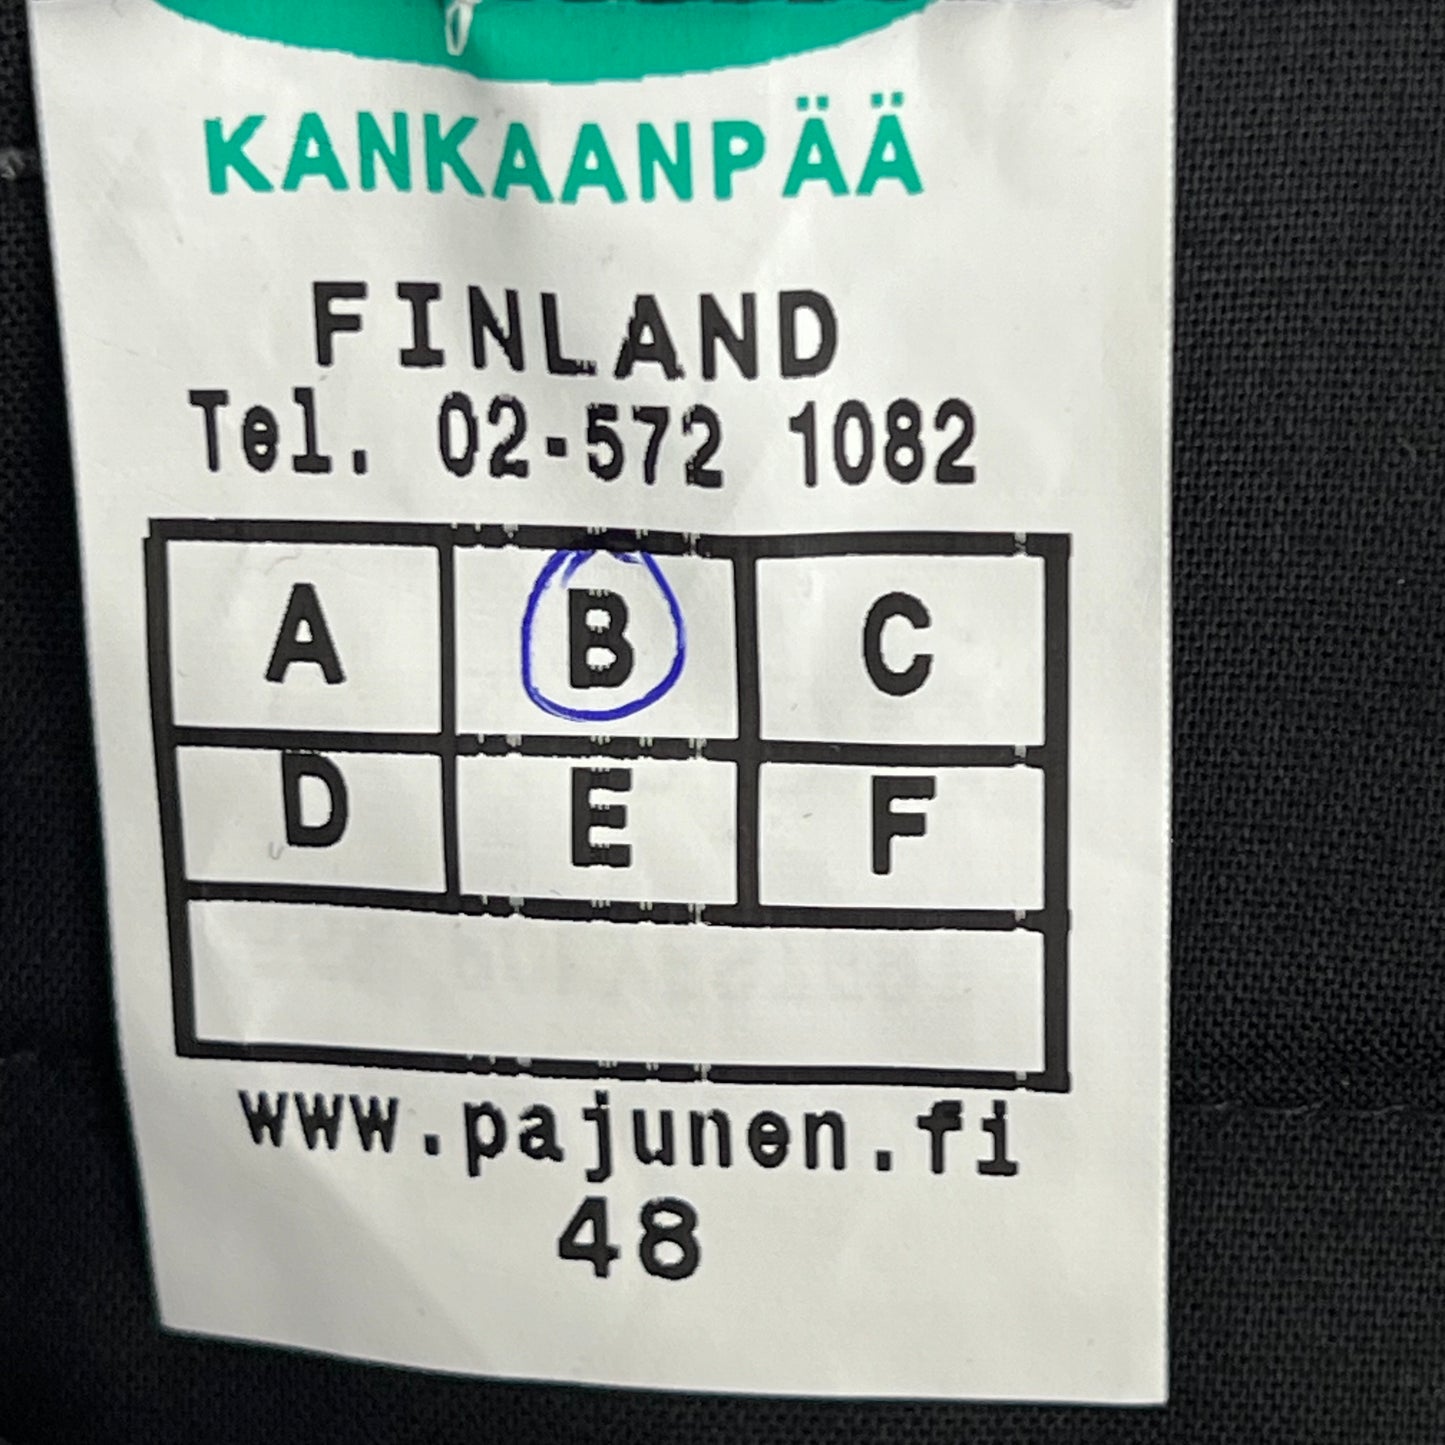 KANKAANPÄÄ
FINLAND
Tel. 02-572 1082
A B C
D E F
www.pajunen.fi
48